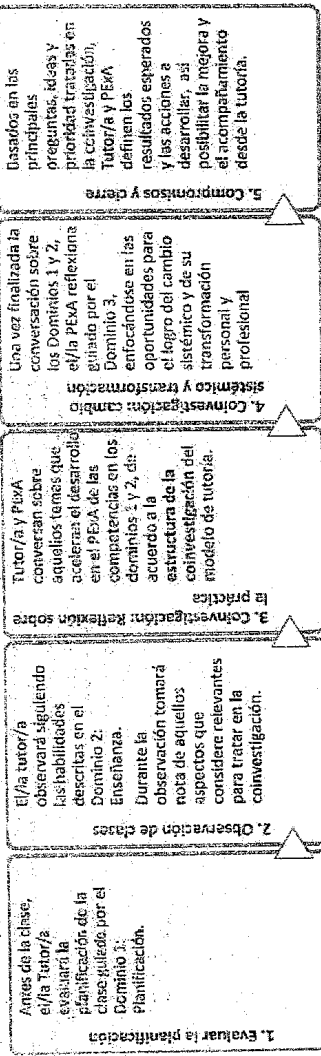 1. Evaluar la planificación
Antes de la clase,
el/la Tutor/a
evaluará la
planificación de la
clase guiado por el
Dominio 1:
Planificación.
2. Observación de clases
El/la tutor/a
observará siguiendo
las habilidades
descritas en el
Dominio 2:
Enseñanza.
Durante la
observación tomará
nota de aquellos
aspectos que
considere relevantes
para tratar en la
coinvestigación.
3. Coinvestigación: Reflexión sobre
la práctica
Tutor/a y PExA
conversan sobre
aquellos temas que
aceleran el desarrollo
en el PExA de las
competencias en los
dominios 1 y 2, de
acuerdo a la
estructura de la
coinvestigación del
modelo de tutoría.
4. Coinvestigación: cambio
sistémico y transformación
Una vez finalizada la
conversación sobre
los Dominios 1 y 2,
el/la PExA reflexiona
guiado por el
Dominio 3,
enfocándose en las
oportunidades para
el logro del cambio
sistémico y de su
transformación
personal y
profesional
5. Compromisos y cierre
Basados en las
principales
preguntas, ideas y
prioridad tratadas en
la coinvestigación,
Tutor/a y PExA
definen los
resultados esperados
y las acciones a
desarrollar, así
posibilitar la mejora y
el acompañamiento
desde la tutoría.